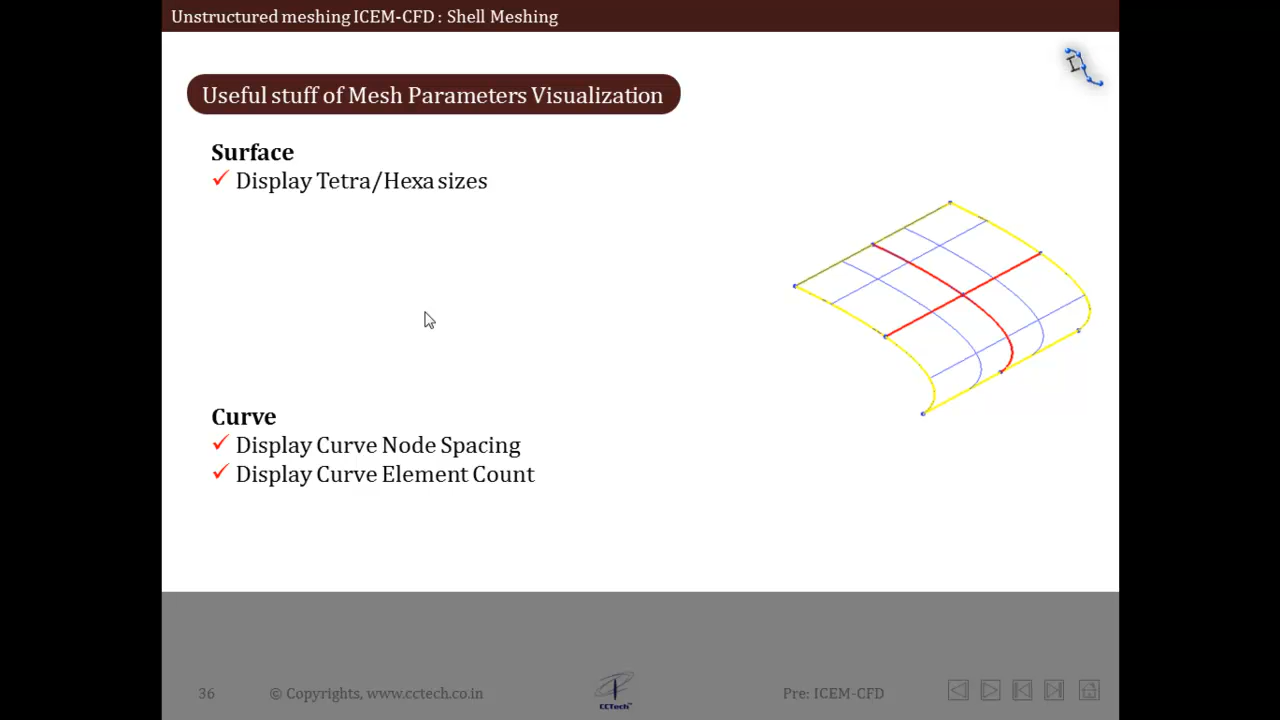 Unstructured meshing ICEM-CFD : Shell Meshing
Useful stuff of Mesh Parameters Visualization
Surface
✓ Display Tetra/Hexa sizes
Curve
✓ Display Curve Node Spacing
✓ Display Curve Element Count
36
© Copyrights, www.cctech.co.in
CCTech™
Pre: ICEM-CFD